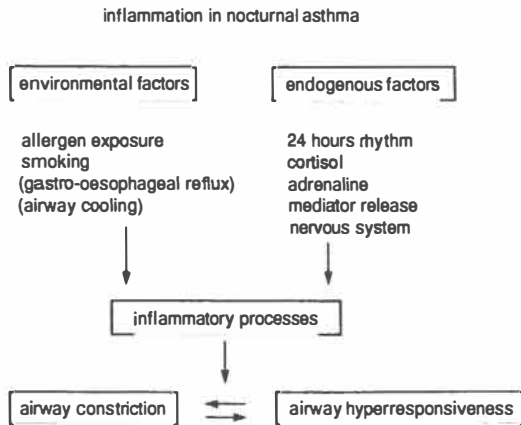 inflammation in nocturnal asthma
environmental factors
endogenous factors
allergen exposure
smoking
(gastro-oesophageal reflux)
(airway cooling)
24 hours rhythm
cortisol
adrenaline
mediator release
nervous system
inflammatory processes
airway constriction
airway hyperresponsiveness